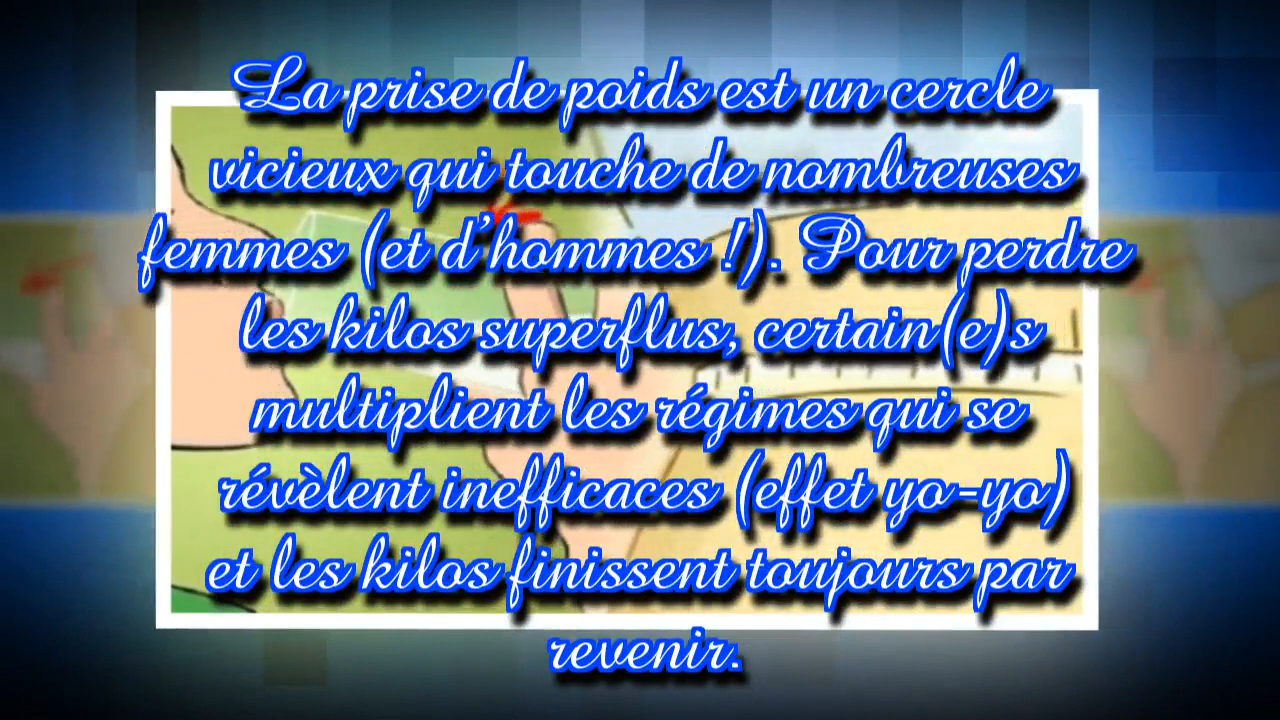 La prise de poids est un cercle
vicieux qui touche de nombreuses
femmes (et d’hommes !). Pour perdre
les kilos superflus, certain(e)s
multiplient les régimes qui se
révèlent inefficaces (effet yo-yo)
et les kilos finissent toujours par
revenir.